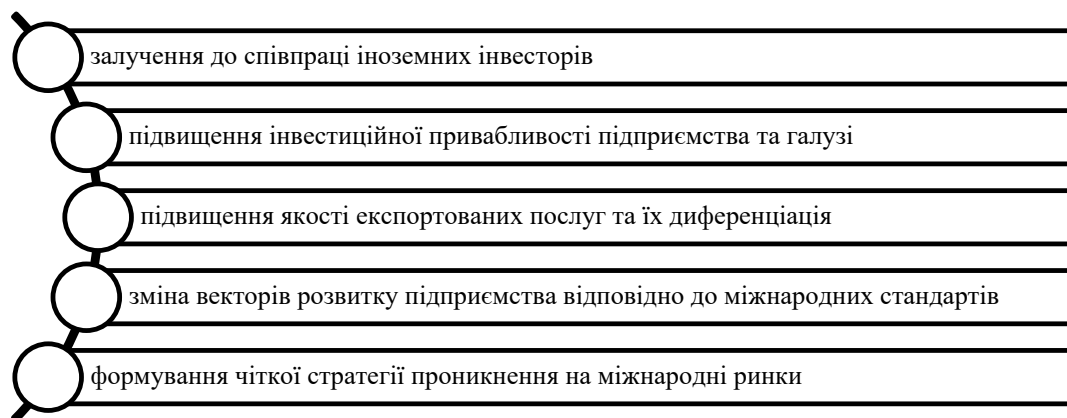 залучення до співпраці іноземних інвесторів
підвищення інвестиційної привабливості підприємства та галузі
підвищення якості експортованих послуг та їх диференціація
зміна векторів розвитку підприємства відповідно до міжнародних стандартів
формування чіткої стратегії проникнення на міжнародні ринки